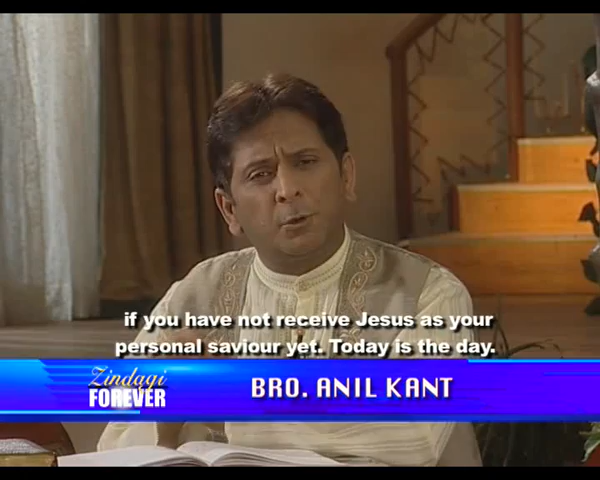 if you have not receive Jesus as your
personal saviour yet. Today is the day.
Zindagi
FOREVER
BRO. ANIL KANT